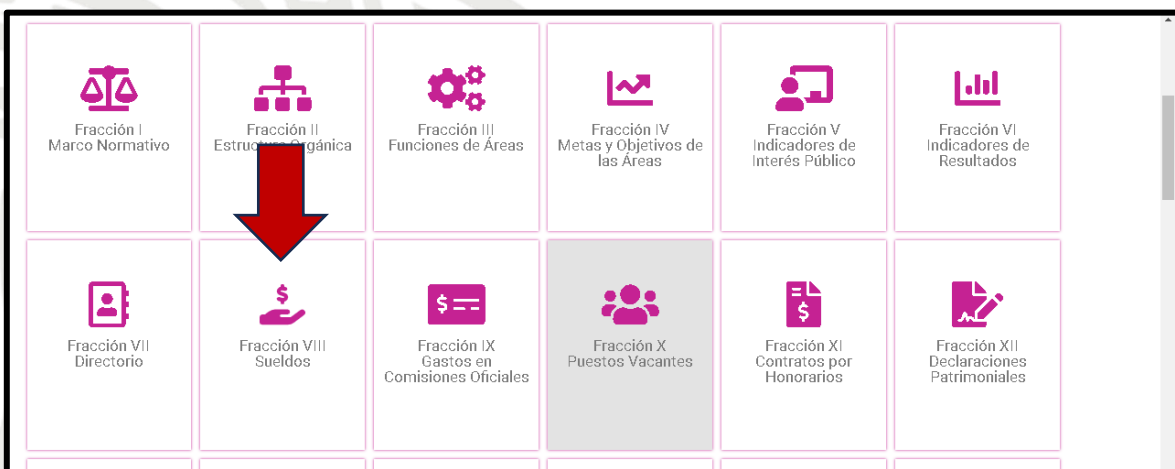 Fracción I
Marco Normativo
Fracción II
Estructura Orgánica
Fracción III
Funciones de Áreas
Fracción IV
Metas y Objetivos de
las Áreas
Fracción V
Indicadores de
Interés Público
Fracción VI
Indicadores de
Resultados
Fracción VII
Directorio
Fracción VIII
Sueldos
Fracción IX
Gastos en
Comisiones Oficiales
Fracción X
Puestos Vacantes
Fracción XI
Contratos por
Honorarios
Fracción XII
Declaraciones
Patrimoniales